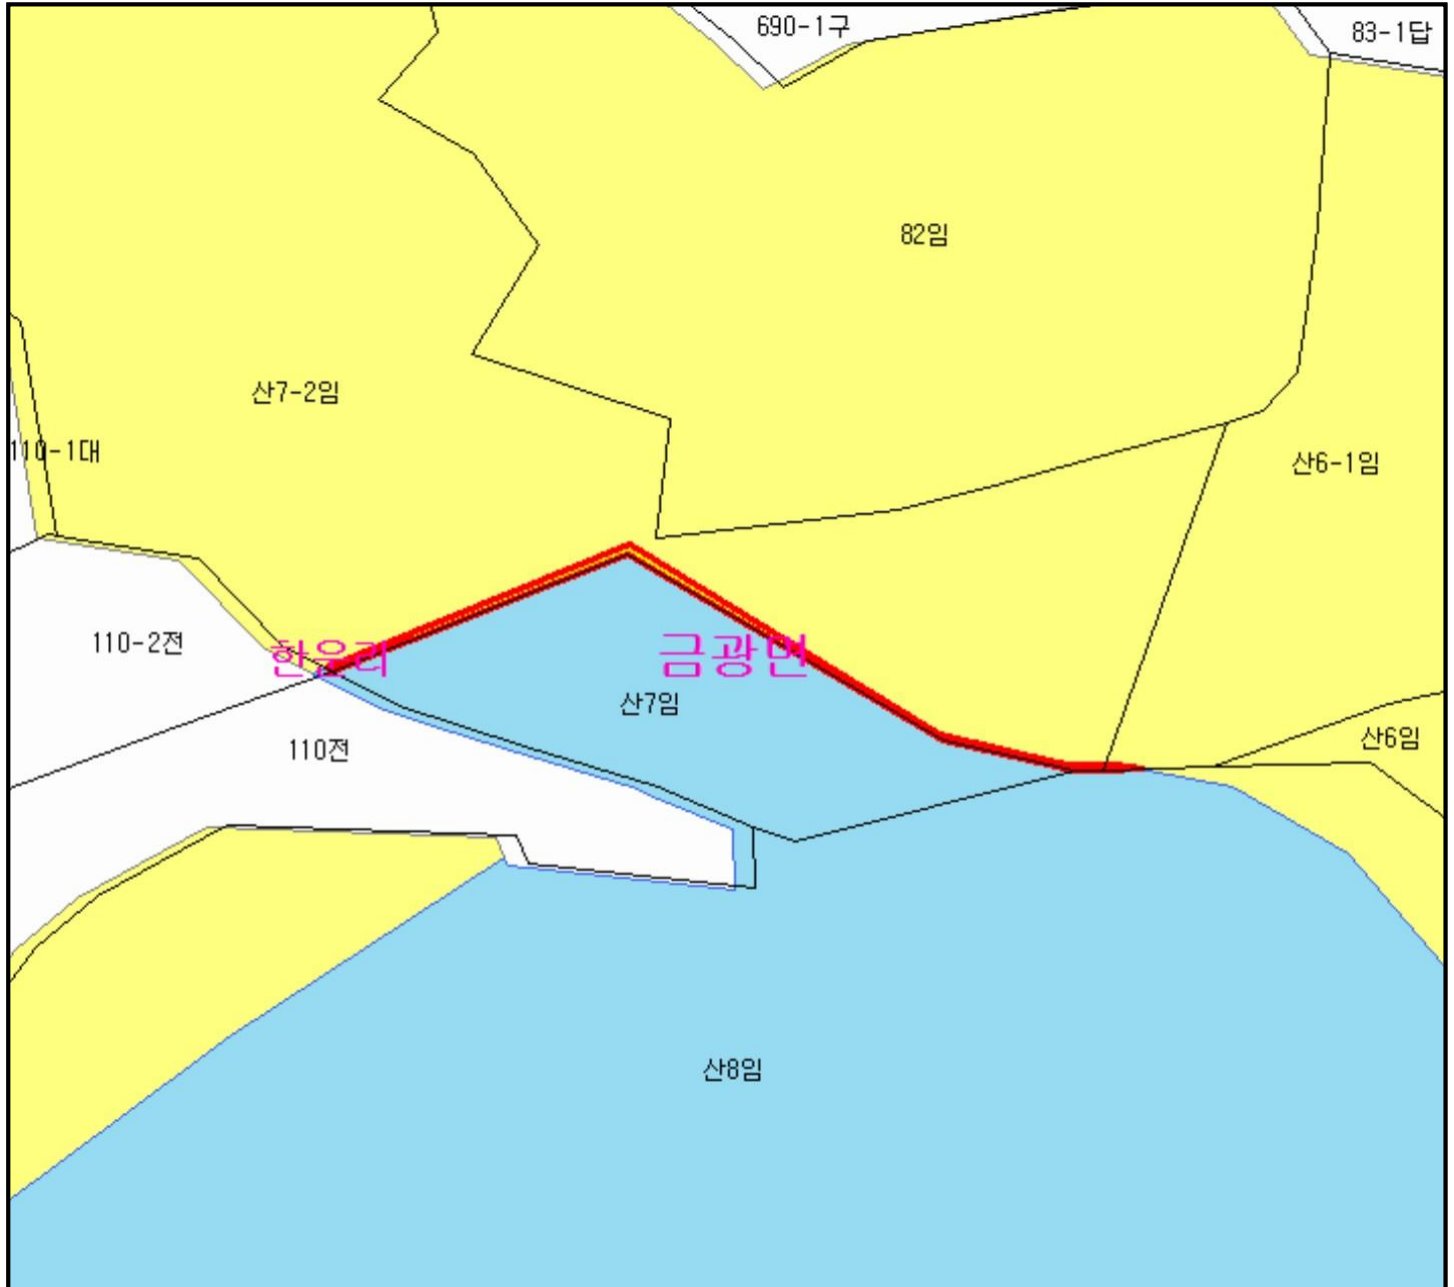 690-1구
83-1답
82임
산7-2임
110-1대
산6-1임
110-2전
한운리
금광면
산7임
110전
산6임
산8임